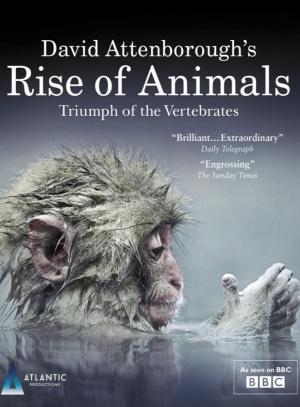 David Attenborough's
Rise of Animals
Triumph of the Vertebrates
“Brilliant... Extraordinary”
Daily Telegraph
“Engrossing”
The Sunday Times
ATLANTIC
PRODUCTIONS
As seen on BBC
BBC